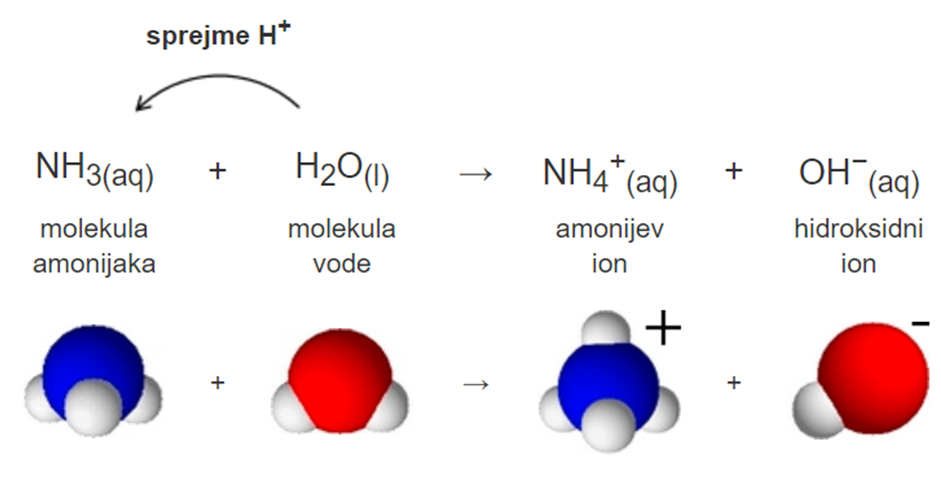 sprejme H⁺
NH₃(aq) + H₂O(l) → NH₄⁺(aq) + OH⁻(aq)
molekula molekula amonijev hidroksidni
amonijaka vode ion ion
+ -
+ → +